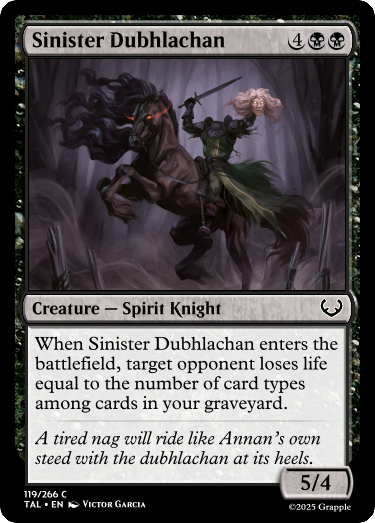 Sinister Dubhlachan 4
Creature — Spirit Knight
When Sinister Dubhlachan enters the
battlefield, target opponent loses life
equal to the number of card types
among cards in your graveyard.
A tired nag will ride like Annan's own
steed with the dubhlachan at its heels.
5/4
119/266 C
TAL • EN Victor Garcia
©2025 Grapple